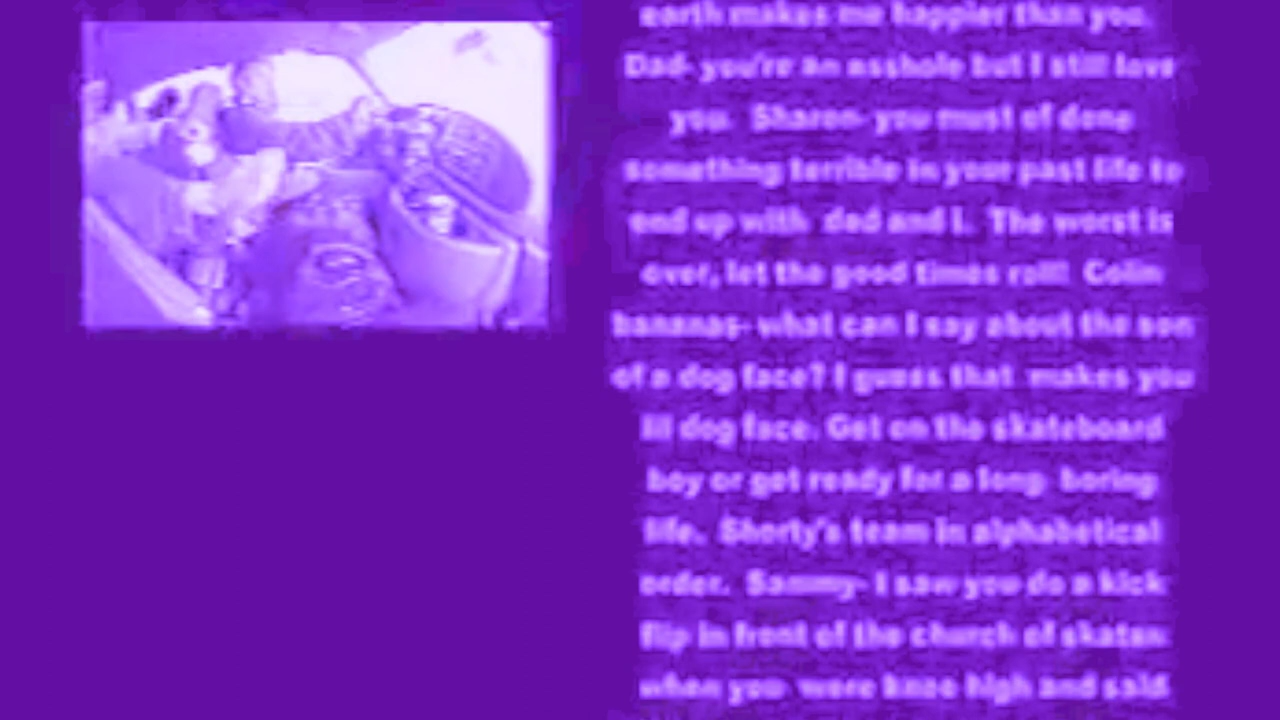 earth makes me happier than you.
Dad- you're an asshole but I still love
you. Sharon- you must of done
something terrible in your past life to
end up with dad and i. The worst is
over, let the good times roll! Colin
bananas- what can I say about the son
of a dog face? I guess that makes you
lil dog face. Get on the skateboard
boy or get ready for a long boring
life. Shorty's team in alphabetical
order. Sammy- I saw you do a kick
flip in front of the church of skatan
when you were knee high and said